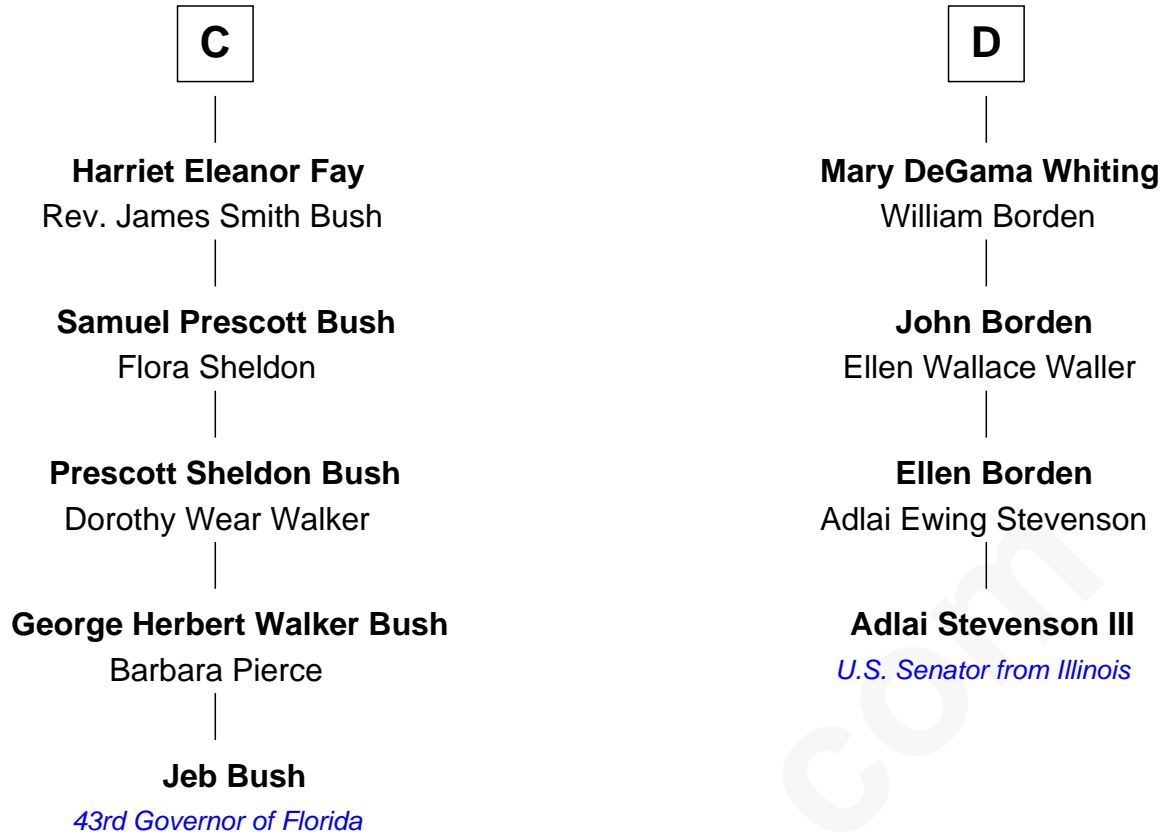 C
Harriet Eleanor Fay
Rev. James Smith Bush
Samuel Prescott Bush
Flora Sheldon
Prescott Sheldon Bush
Dorothy Wear Walker
George Herbert Walker Bush
Barbara Pierce
Jeb Bush
43rd Governor of Florida
D
Mary DeGama Whiting
William Borden
John Borden
Ellen Wallace Waller
Ellen Borden
Adlai Ewing Stevenson
Adlai Stevenson III
U.S. Senator from Illinois
com